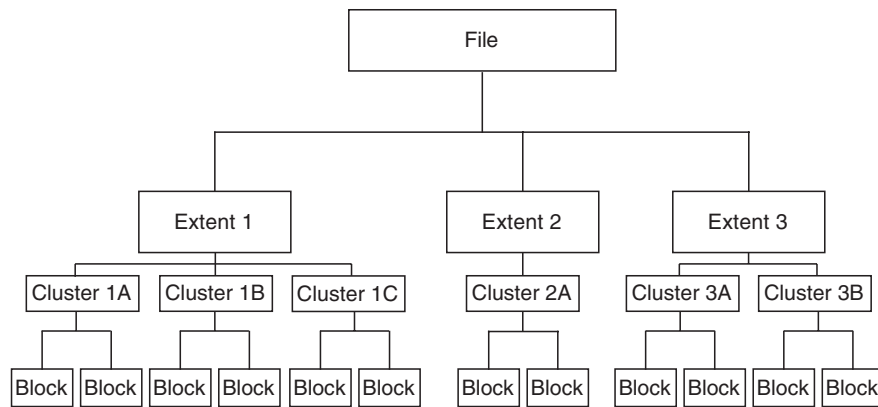 File
Extent 1 Extent 2 Extent 3
Cluster 1A Cluster 1B Cluster 1C Cluster 2A Cluster 3A Cluster 3B
Block Block Block Block Block Block Block Block Block Block Block Block